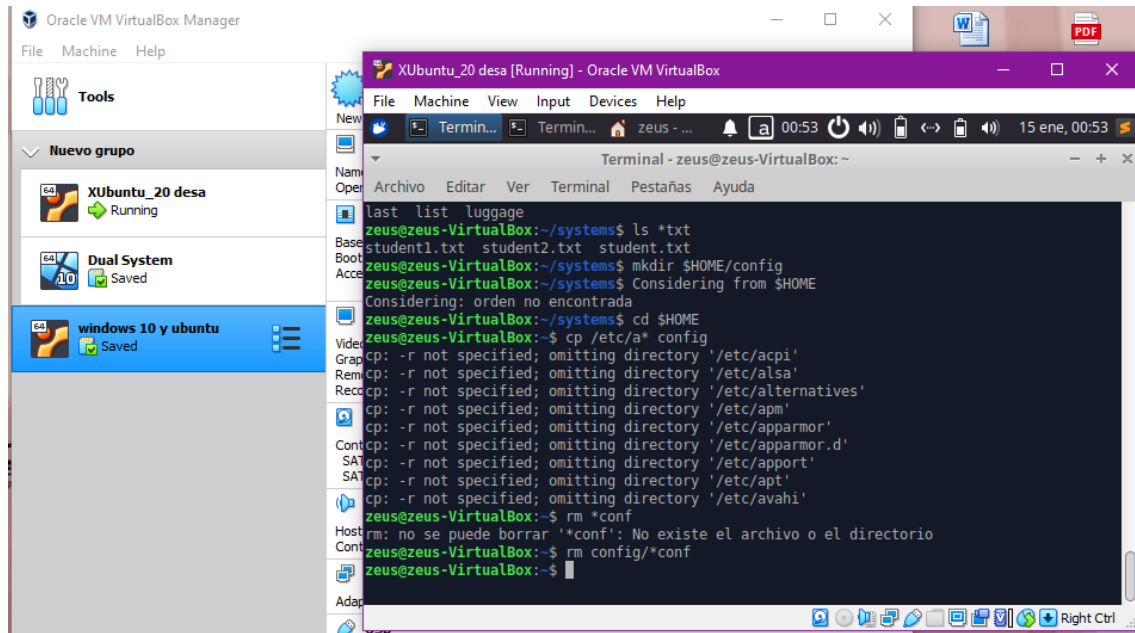 Oracle VM VirtualBox Manager
File Machine Help
Tools
New
Nuevo grupo
64
XUbuntu_20 desa
Running
64
10
Dual System
Saved
64
windows 10 y ubuntu
Saved
PDF
XUbuntu_20 desa [Running] - Oracle VM VirtualBox
File Machine View Input Devices Help
Termin... Termin... zeus - ... a 00:53 15 ene, 00:53
Terminal - zeus@zeus-VirtualBox: ~
Archivo Editar Ver Terminal Pestañas Ayuda
last list luggage
zeus@zeus-VirtualBox:~/systems$ ls *txt
student1.txt student2.txt student.txt
zeus@zeus-VirtualBox:~/systems$ mkdir $HOME/config
zeus@zeus-VirtualBox:~/systems$ Considering from $HOME
Considering: orden no encontrada
zeus@zeus-VirtualBox:~/systems$ cd $HOME
zeus@zeus-VirtualBox:~$ cp /etc/a* config
cp: -r not specified; omitting directory '/etc/acpi'
cp: -r not specified; omitting directory '/etc/alsa'
cp: -r not specified; omitting directory '/etc/alternatives'
cp: -r not specified; omitting directory '/etc/apm'
cp: -r not specified; omitting directory '/etc/apparmor'
cp: -r not specified; omitting directory '/etc/apparmor.d'
cp: -r not specified; omitting directory '/etc/apport'
cp: -r not specified; omitting directory '/etc/apt'
cp: -r not specified; omitting directory '/etc/avahi'
zeus@zeus-VirtualBox:~$ rm *conf
rm: no se puede borrar '*conf': No existe el archivo o el directorio
zeus@zeus-VirtualBox:~$ rm config/*conf
zeus@zeus-VirtualBox:~$
Right Ctrl